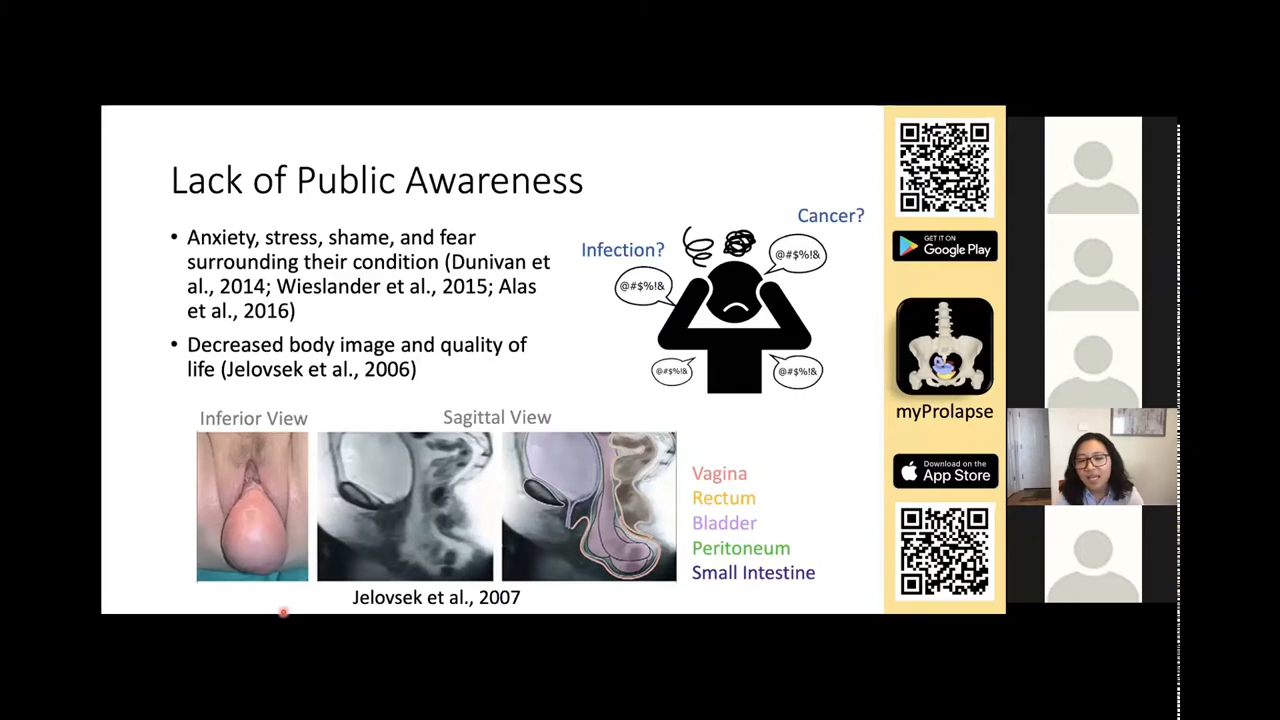 Lack of Public Awareness
• Anxiety, stress, shame, and fear
surrounding their condition (Dunivan et
al., 2014; Wieslander et al., 2015; Alas
et al., 2016)
• Decreased body image and quality of
life (Jelovsek et al., 2006)
Cancer?
Infection?
@#$%!&
@#$%!&
@#$%!&
@#$%!&
Inferior View
Sagittal View
Vagina
Rectum
Bladder
Peritoneum
Small Intestine
Jelovsek et al., 2007
GET IT ON
Google Play
myProlapse
Download on the
App Store